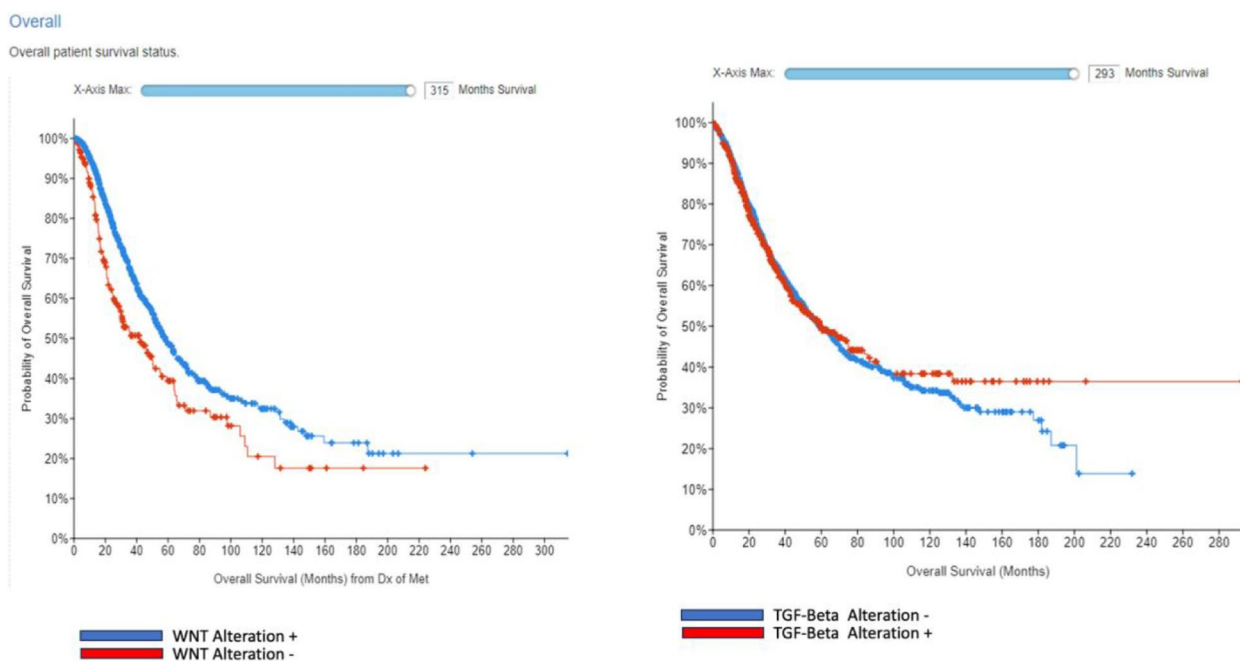 Overall
Overall patient survival status.
X-Axis Max: 315 Months Survival
100%
90%
80%
70%
60%
50%
40%
30%
20%
10%
0%
Probability of Overall Survival
0 20 40 60 80 100 120 140 160 180 200 220 240 260 280 300
Overall Survival (Months) from Dx of Met
WNT Alteration +
WNT Alteration -
X-Axis Max: 293 Months Survival
100%
90%
80%
70%
60%
50%
40%
30%
20%
10%
0%
Probability of Overall Survival
0 20 40 60 80 100 120 140 160 180 200 220 240 260 280
Overall Survival (Months)
TGF-Beta Alteration -
TGF-Beta Alteration +